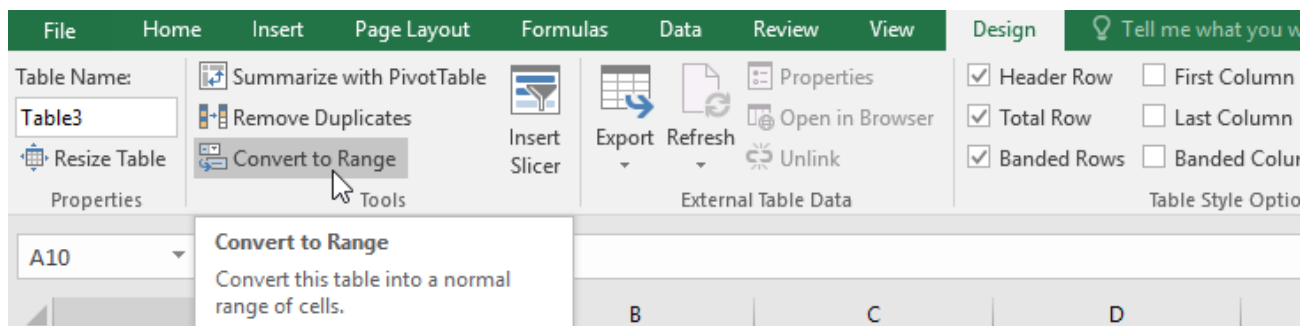 File Home Insert Page Layout Formulas Data Review View Design Tell me what you w
Table Name:
Table3
Resize Table
Properties
Summarize with PivotTable
Remove Duplicates
Convert to Range
Tools
Insert
Slicer
Export
Refresh
Properties
Open in Browser
Unlink
External Table Data
Header Row
First Column
Total Row
Last Column
Banded Rows
Banded Colu
Table Style Optio
A10
Convert to Range
Convert this table into a normal
range of cells.
B C D